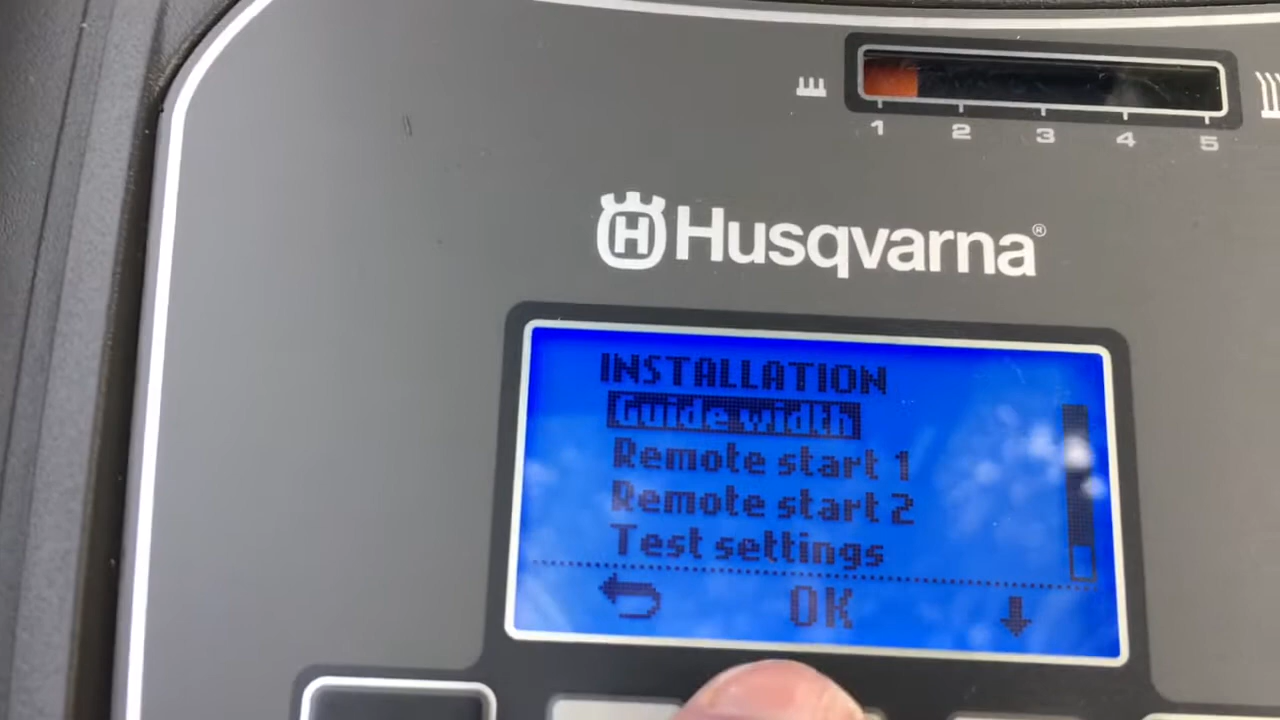 1 2 3 4 5
H Husqvarna®
INSTALLATION
Guide width
Remote start 1
Remote start 2
Test settings
OK